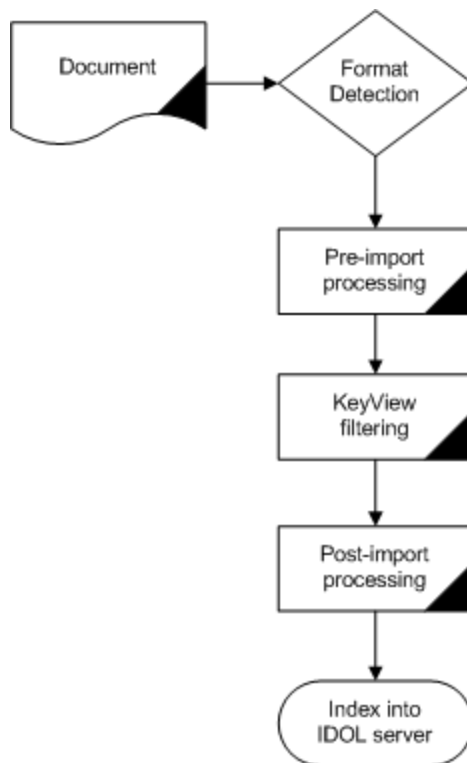 Document
Format
Detection
Pre-import
processing
KeyView
filtering
Post-import
processing
Index into
IDOL server